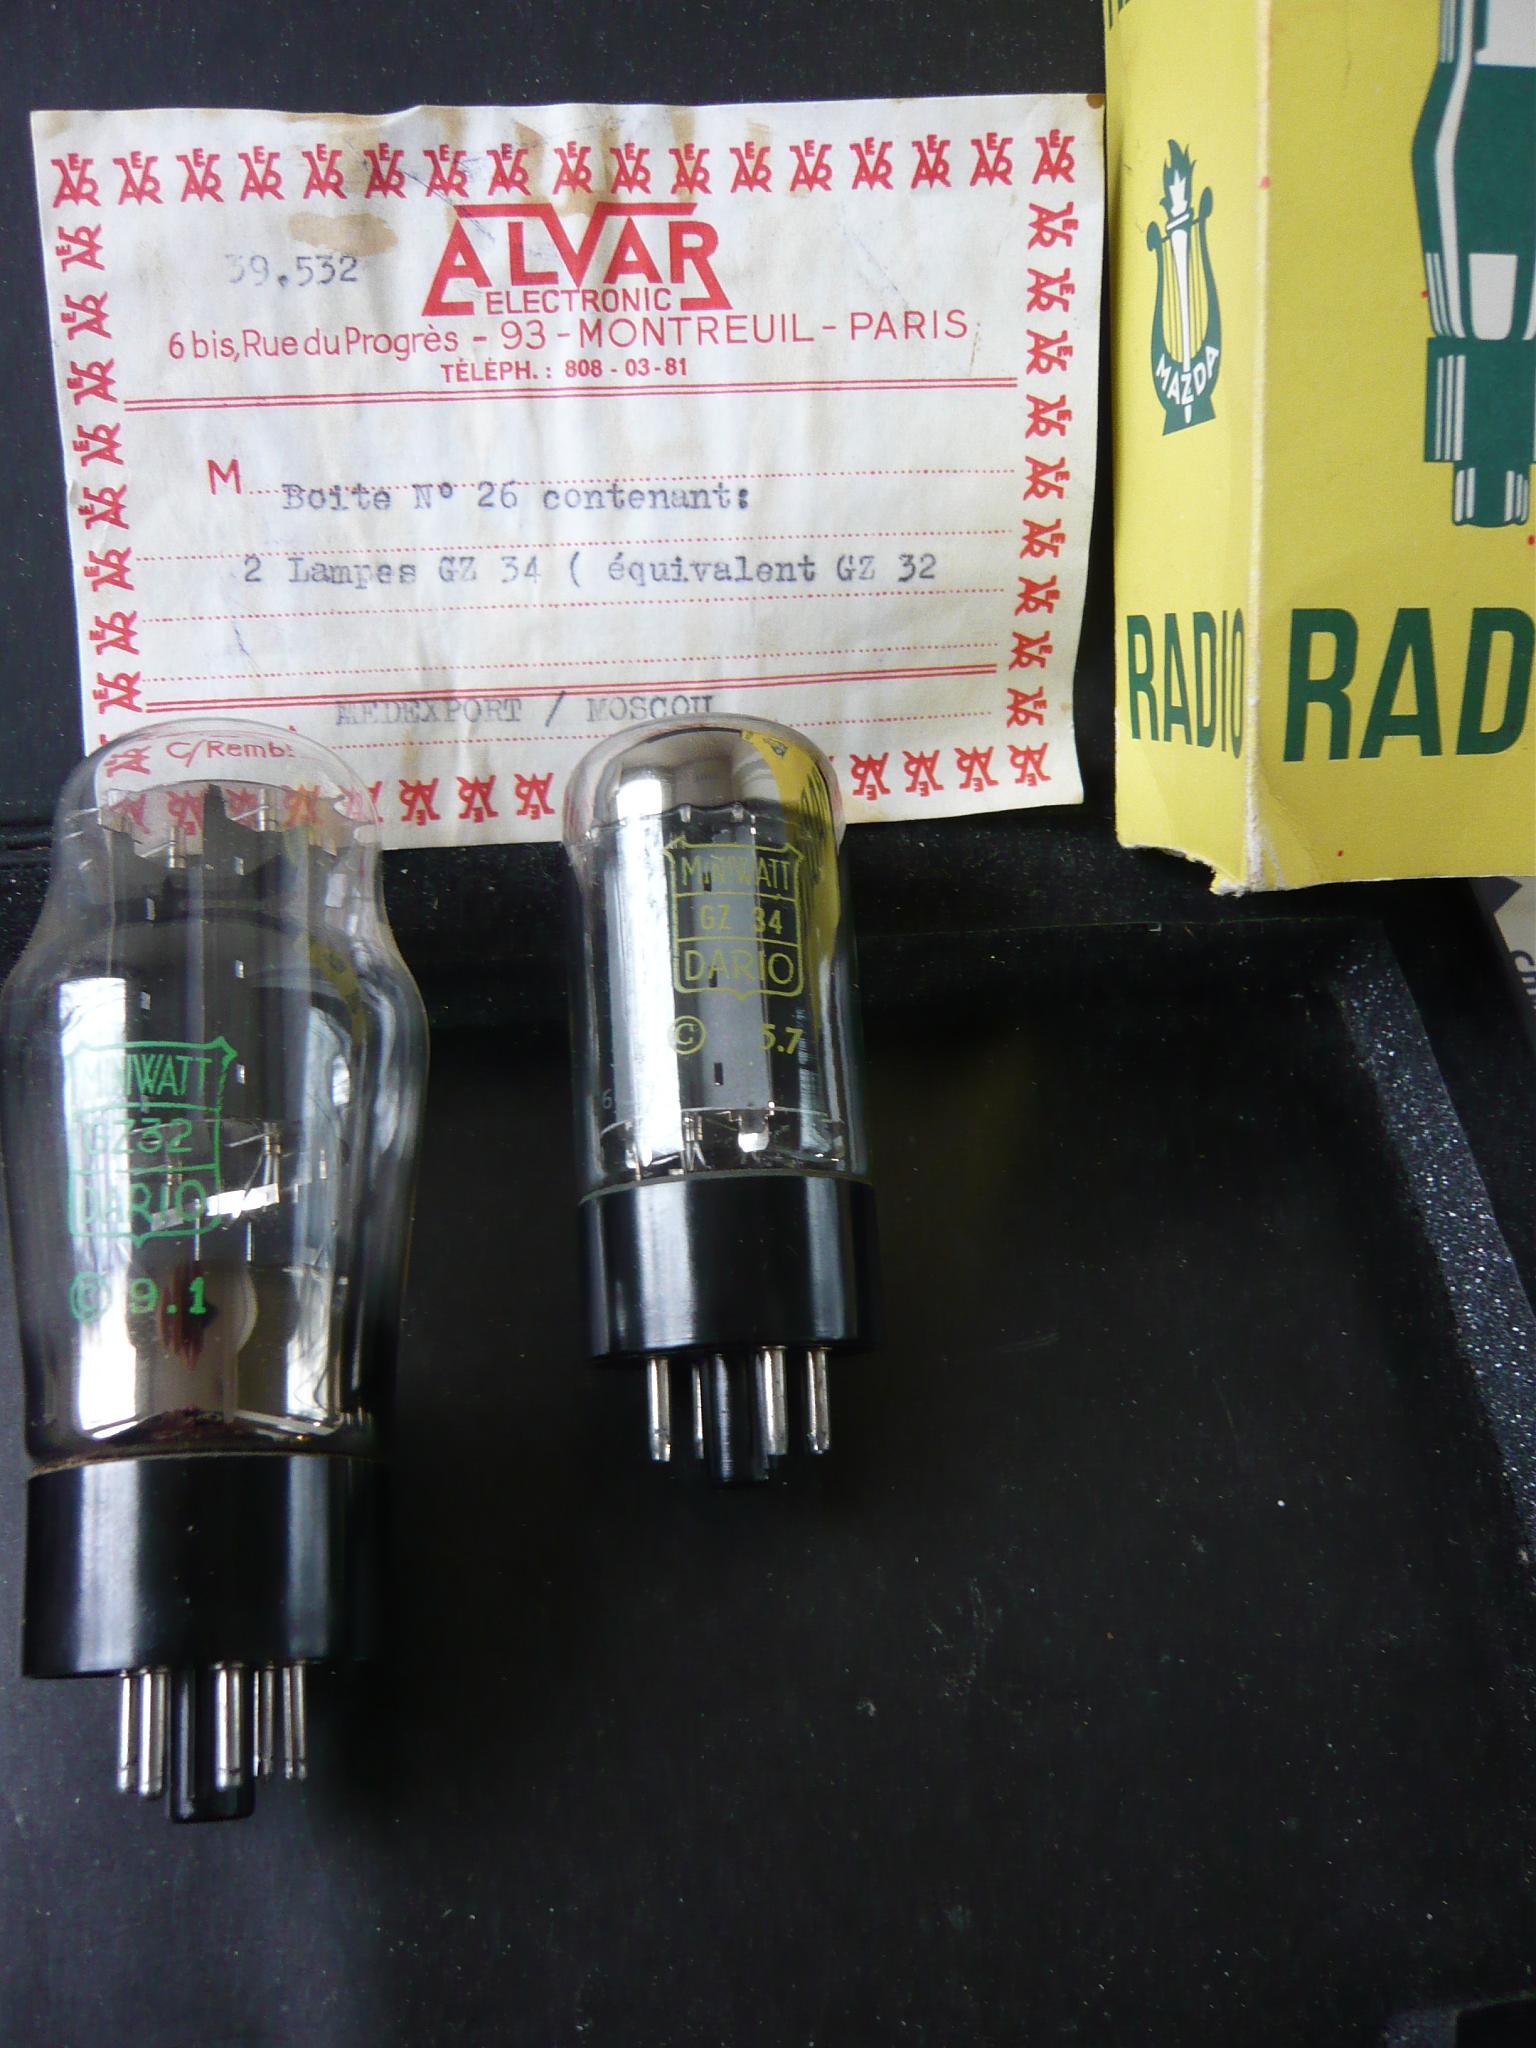 39.532
ALVAR
ELECTRONIC
6 bis, Rue du Progrès - 93 - MONTREUIL - PARIS
TÉLÉPH. : 808 - 03 - 81
M
Boite N° 26 contenant:
2 Lampes GZ 34 ( équivalent GZ 32
MEDEXPORT / MOSCOU
C/Remb
MAZDA
RADIO
RAD
MINIWATT
GZ 34
DARIO
© 5.7
MINIWATT
GZ32
DARIO
© 9.1